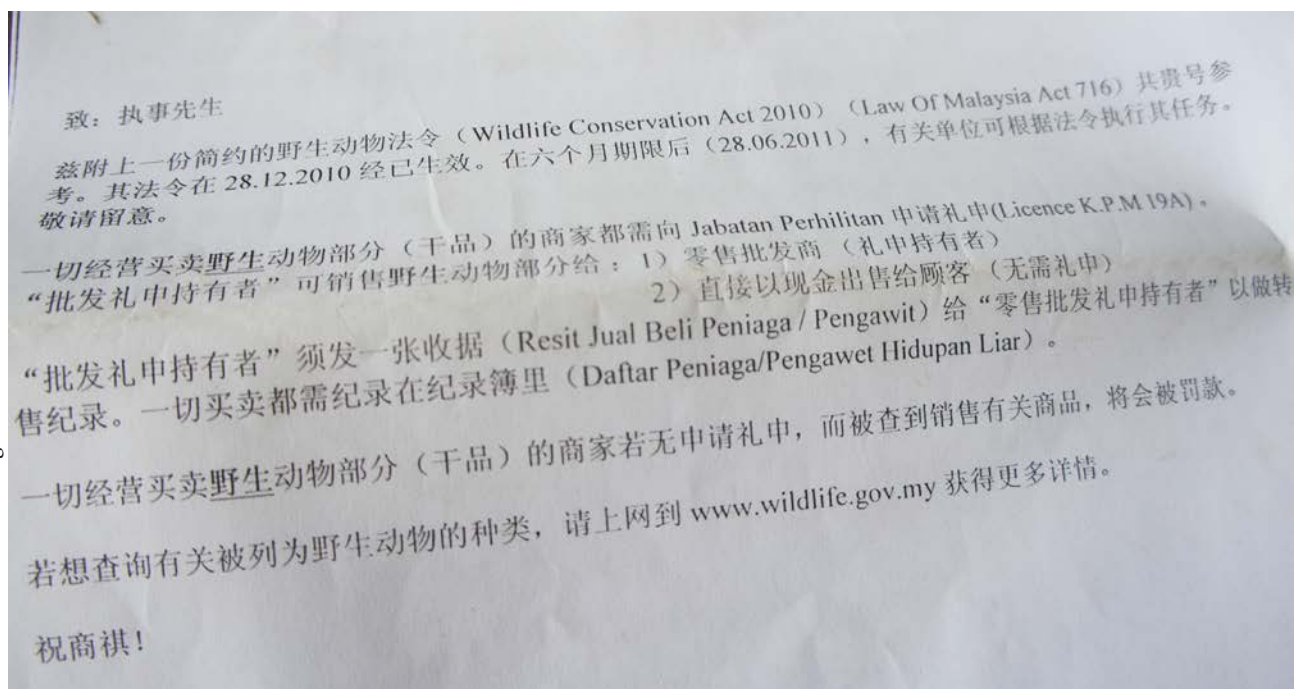 致：执事先生
兹附上一份简约的野生动物法令（Wildlife Conservation Act 2010）（Law Of Malaysia Act 716）共贵号参
考。其法令在 28.12.2010 经已生效。在六个月期限后（28.06.2011），有关单位可根据法令执行其任务。
敬请留意。
一切经营买卖野生动物部分（干品）的商家都需向 Jabatan Perhilitan 申请礼申(Licence K.P.M 19A)。
“批发礼申持有者”可销售野生动物部分给：1）零售批发商（礼申持有者）
2）直接以现金出售给顾客（无需礼申）
“批发礼申持有者”须发一张收据（Resit Jual Beli Peniaga / Pengawit）给“零售批发礼申持有者”以做转
售纪录。一切买卖都需纪录在纪录簿里（Daftar Peniaga/Pengawet Hidupan Liar）。
一切经营买卖野生动物部分（干品）的商家若无申请礼申，而被查到销售有关商品，将会被罚款。
若想查询有关被列为野生动物的种类，请上网到 www.wildlife.gov.my 获得更多详情。
祝商祺！